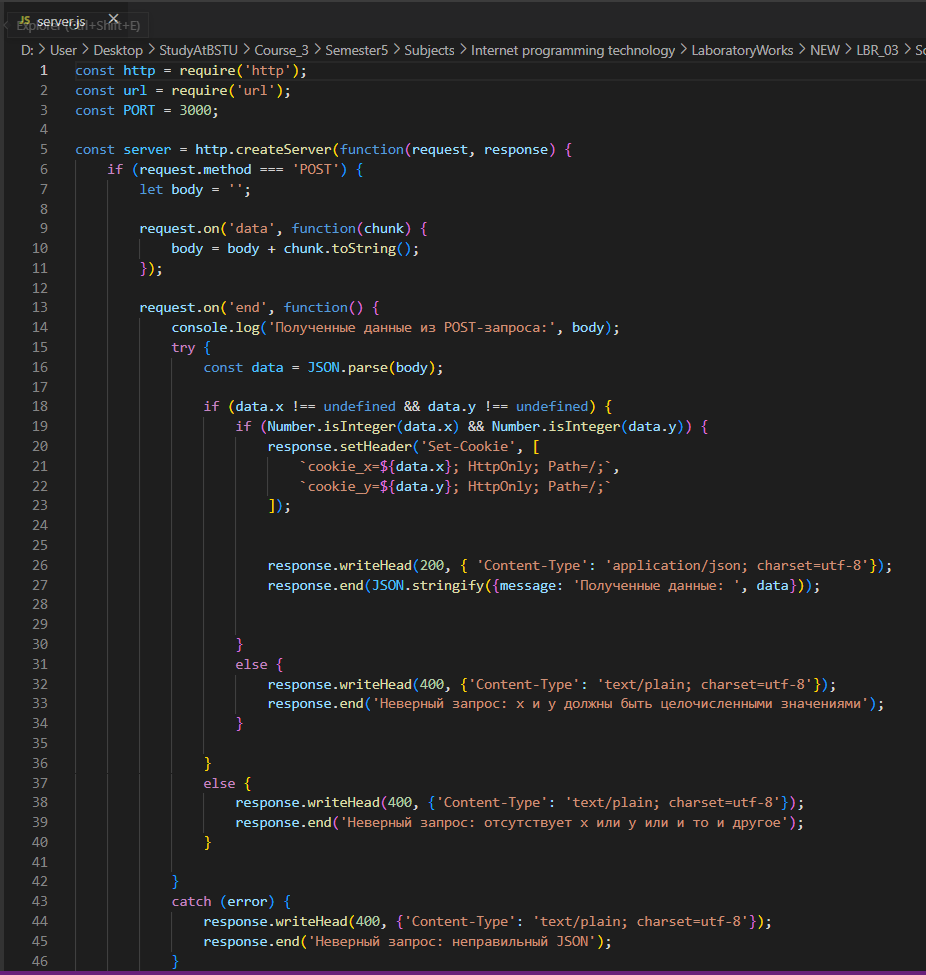 JS server.js ×
Explorer (Ctrl+Shift+E)
D: > User > Desktop > StudyAtBSTU > Course_3 > Semester5 > Subjects > Internet programming technology > LaboratoryWorks > NEW > LBR_03 > So
1 const http = require('http');
2 const url = require('url');
3 const PORT = 3000;
4
5 const server = http.createServer(function(request, response) {
6 if (request.method === 'POST') {
7 let body = '';
8
9 request.on('data', function(chunk) {
10 body = body + chunk.toString();
11 });
12
13 request.on('end', function() {
14 console.log('Полученные данные из POST-запроса:', body);
15 try {
16 const data = JSON.parse(body);
17
18 if (data.x !== undefined && data.y !== undefined) {
19 if (Number.isInteger(data.x) && Number.isInteger(data.y)) {
20 response.setHeader('Set-Cookie', [
21 `cookie_x=${data.x}; HttpOnly; Path=/;`,
22 `cookie_y=${data.y}; HttpOnly; Path=/;`
23 ]);
24
25
26 response.writeHead(200, { 'Content-Type': 'application/json; charset=utf-8'});
27 response.end(JSON.stringify({message: 'Полученные данные: ', data}));
28
29
30 }
31 else {
32 response.writeHead(400, {'Content-Type': 'text/plain; charset=utf-8'});
33 response.end('Неверный запрос: x и y должны быть целочисленными значениями');
34 }
35
36 }
37 else {
38 response.writeHead(400, {'Content-Type': 'text/plain; charset=utf-8'});
39 response.end('Неверный запрос: отсутствует x или y или и то и другое');
40 }
41
42 }
43 catch (error) {
44 response.writeHead(400, {'Content-Type': 'text/plain; charset=utf-8'});
45 response.end('Неверный запрос: неправильный JSON');
46 }